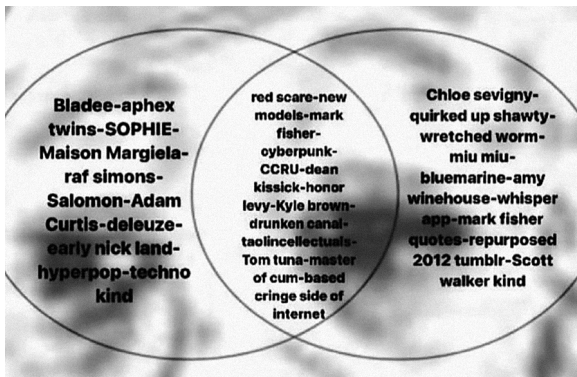 Bladee-aphex
twins-SOPHIE-
Maison Margiela-
raf simons-
Salomon-Adam
Curtis-deleuze-
early nick land-
hyperpop-techno
kind
red scare-new
models-mark
fisher-
cyberpunk-
CCRU-dean
kissick-honor
levy-Kyle brown-
drunken canal-
taolincellectuals-
Tom tuna-master
of cum-based
cringe side of
internet
Chloe sevigny-
quirked up shawty-
wretched worm-
miu miu-
bluemarine-amy
winehouse-whisper
app-mark fisher
quotes-repurposed
2012 tumblr-Scott
walker kind